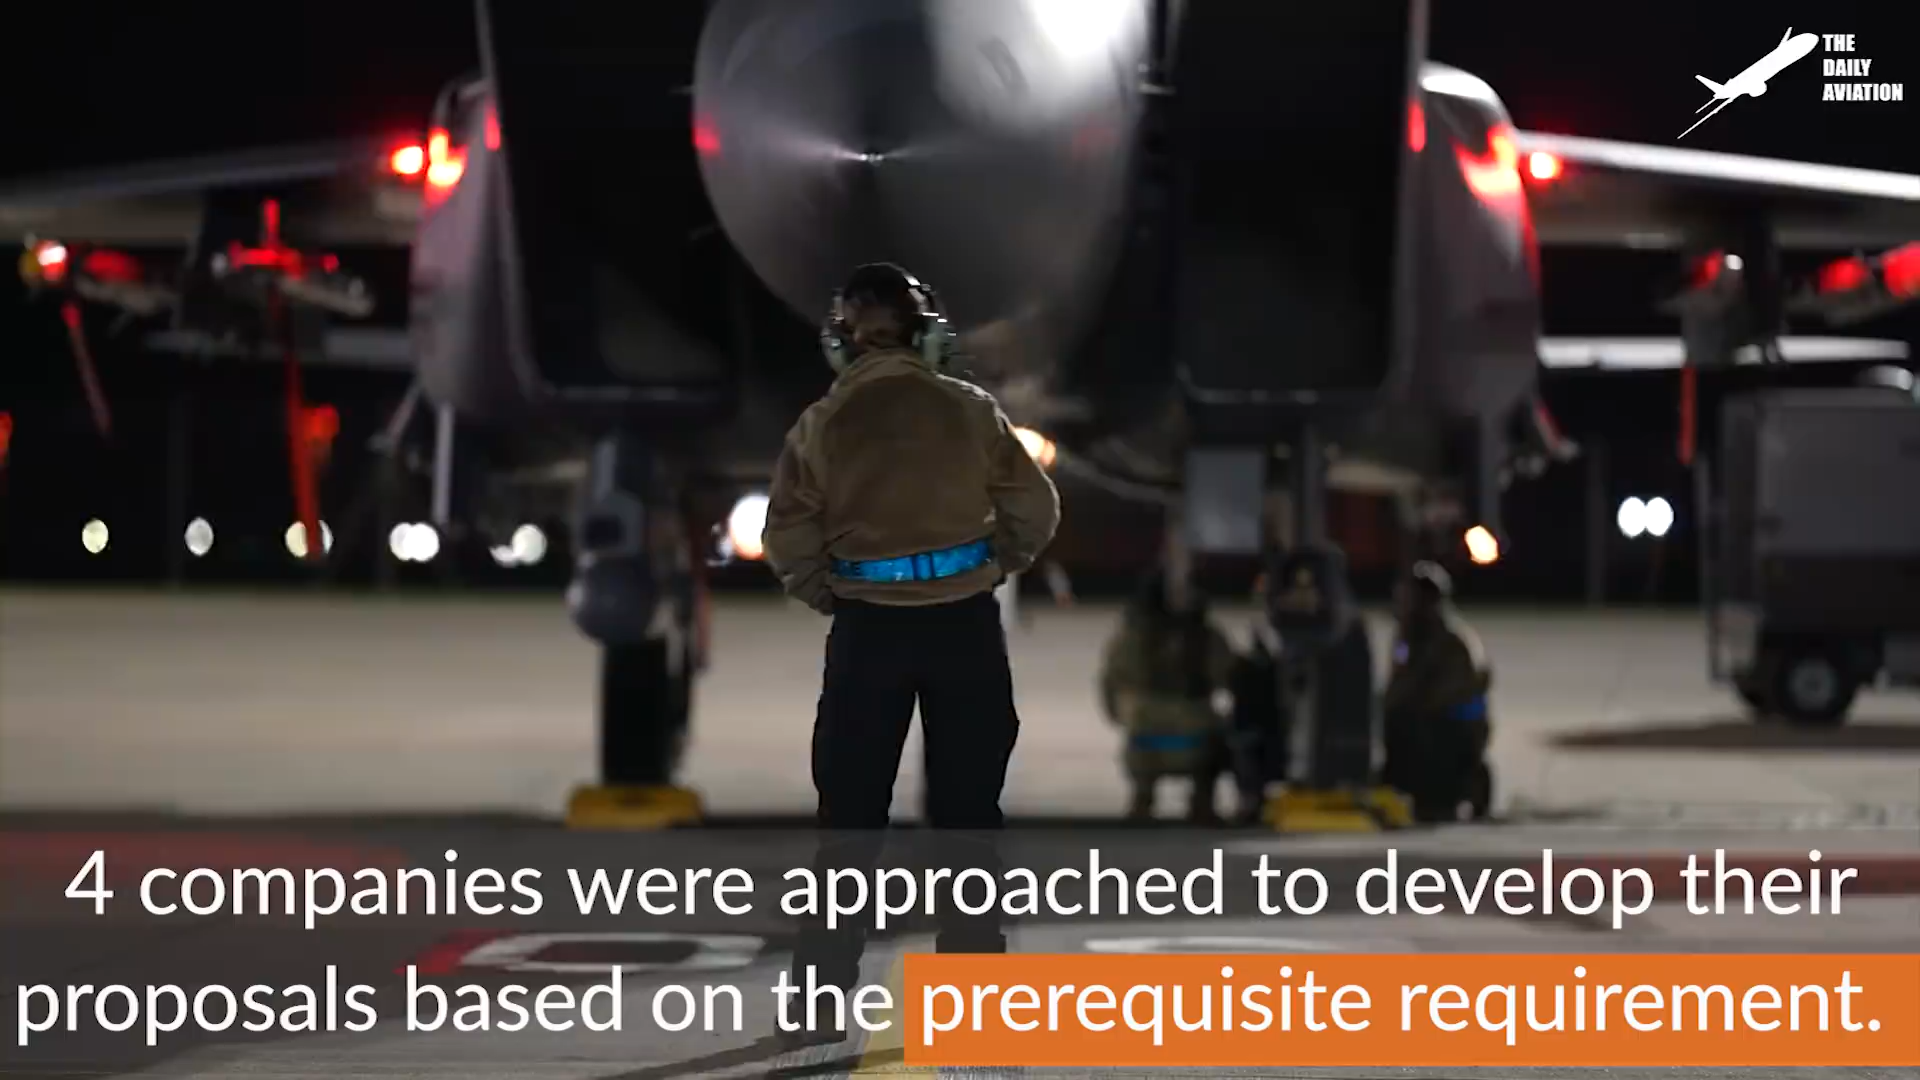 THE
DAILY
AVIATION
4 companies were approached to develop their
proposals based on the prerequisite requirement.